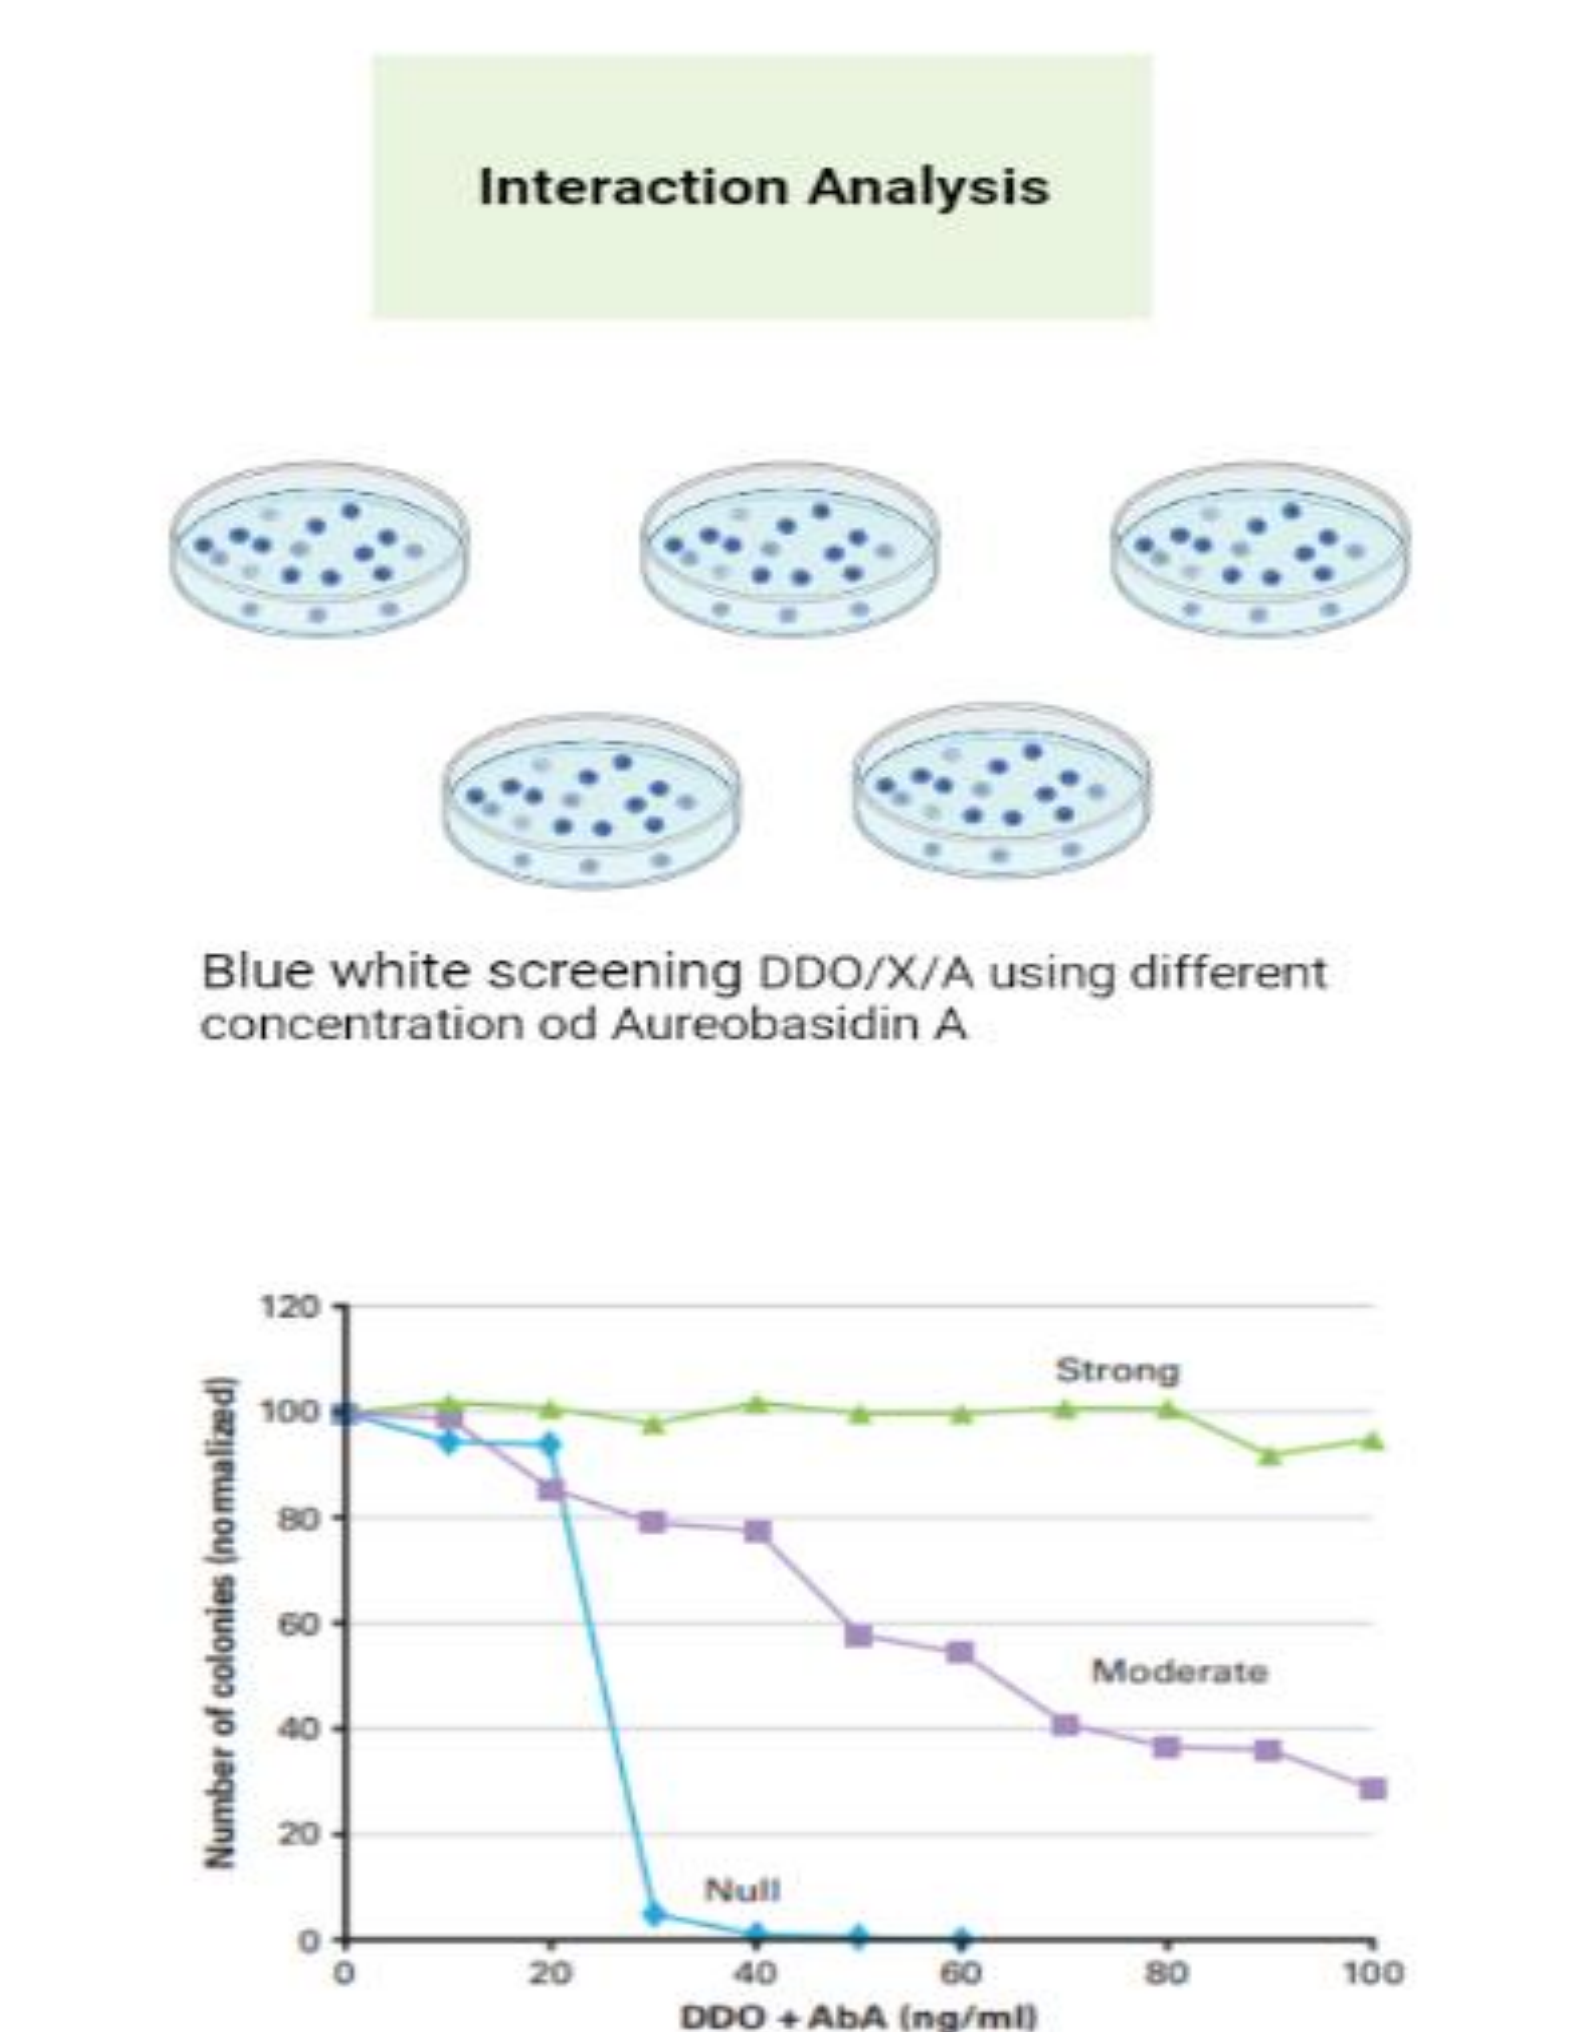 Interaction Analysis
Blue white screening DDO/X/A using different
concentration od Aureobasidin A
120
100
80
60
40
20
0
Number of colonies (normalized)
Strong
Moderate
Null
0 20 40 60 80 100
DDO + AbA (ng/ml)